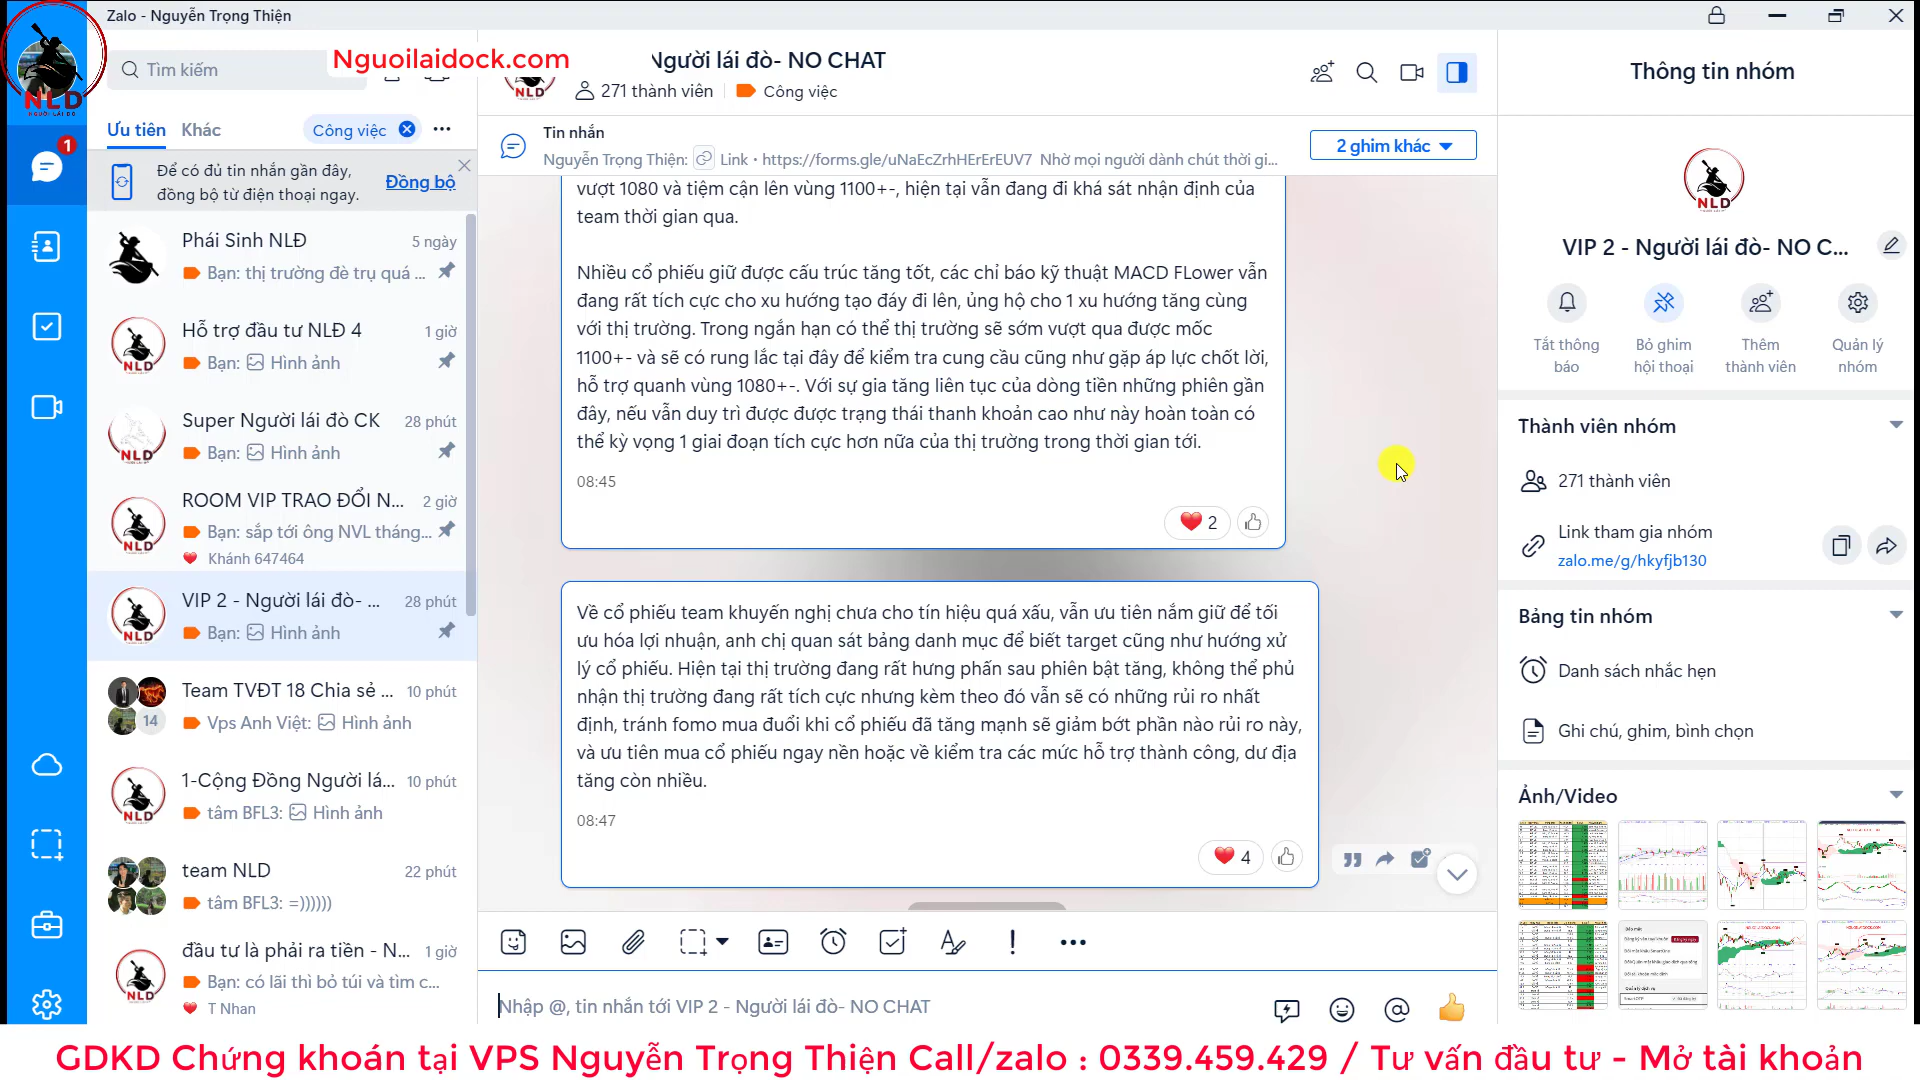 Zalo - Nguyễn Trọng Thiện
NLD
NGƯỜI LÁI ĐÒ
Tìm kiếm
Nguoilaidock.com
Người lái đò- NO CHAT
271 thành viên
Công việc
Ưu tiên
Khác
Công việc
Để có đủ tin nhắn gần đây,
đồng bộ từ điện thoại ngay.
Đồng bộ
1
Phái Sinh NLĐ
5 ngày
Bạn: thị trường đè trụ quá ...
Hỗ trợ đầu tư NLĐ 4
1 giờ
Bạn: Hình ảnh
Super Người lái đò CK
28 phút
Bạn: Hình ảnh
ROOM VIP TRAO ĐỔI N...
2 giờ
Bạn: sắp tới ông NVL tháng...
Khánh 647464
VIP 2 - Người lái đò- ...
28 phút
Bạn: Hình ảnh
Team TVĐT 18 Chia sẻ ...
10 phút
14
Vps Anh Việt: Hình ảnh
1-Cộng Đồng Người lá...
10 phút
tâm BFL3: Hình ảnh
team NLD
22 phút
tâm BFL3: =))))))
đầu tư là phải ra tiền - N...
1 giờ
Bạn: có lãi thì bỏ túi và tìm c...
T Nhan
Tin nhắn
Nguyễn Trọng Thiện: Link • https://forms.gle/uNaEcZrhHErErEUV7 Nhờ mọi người dành chút thời gi...
2 ghim khác
vượt 1080 và tiệm cận lên vùng 1100+-, hiện tại vẫn đang đi khá sát nhận định của
team thời gian qua.
Nhiều cổ phiếu giữ được cấu trúc tăng tốt, các chỉ báo kỹ thuật MACD FLower vẫn
đang rất tích cực cho xu hướng tạo đáy đi lên, ủng hộ cho 1 xu hướng tăng cùng
với thị trường. Trong ngắn hạn có thể thị trường sẽ sớm vượt qua được mốc
1100+- và sẽ có rung lắc tại đây để kiểm tra cung cầu cũng như gặp áp lực chốt lời,
hỗ trợ quanh vùng 1080+-. Với sự gia tăng liên tục của dòng tiền những phiên gần
đây, nếu vẫn duy trì được được trạng thái thanh khoản cao như này hoàn toàn có
thể kỳ vọng 1 giai đoạn tích cực hơn nữa của thị trường trong thời gian tới.
08:45
2
Về cổ phiếu team khuyến nghị chưa cho tín hiệu quá xấu, vẫn ưu tiên nắm giữ để tối
ưu hóa lợi nhuận, anh chị quan sát bảng danh mục để biết target cũng như hướng xử
lý cổ phiếu. Hiện tại thị trường đang rất hưng phấn sau phiên bật tăng, không thể phủ
nhận thị trường đang rất tích cực nhưng kèm theo đó vẫn sẽ có những rủi ro nhất
định, tránh fomo mua đuổi khi cổ phiếu đã tăng mạnh sẽ giảm bớt phần nào rủi ro này,
và ưu tiên mua cổ phiếu ngay nền hoặc về kiểm tra các mức hỗ trợ thành công, dư địa
tăng còn nhiều.
08:47
4
Nhập @, tin nhắn tới VIP 2 - Người lái đò- NO CHAT
Thông tin nhóm
NLD
VIP 2 - Người lái đò- NO C...
Tắt thông
báo
Bỏ ghim
hội thoại
Thêm
thành viên
Quản lý
nhóm
Thành viên nhóm
271 thành viên
Link tham gia nhóm
zalo.me/g/hkyfjb130
Bảng tin nhóm
Danh sách nhắc hẹn
Ghi chú, ghim, bình chọn
Ảnh/Video
GDKD Chứng khoán tại VPS Nguyễn Trọng Thiện Call/zalo : 0339.459.429 / Tư vấn đầu tư - Mở tài khoản